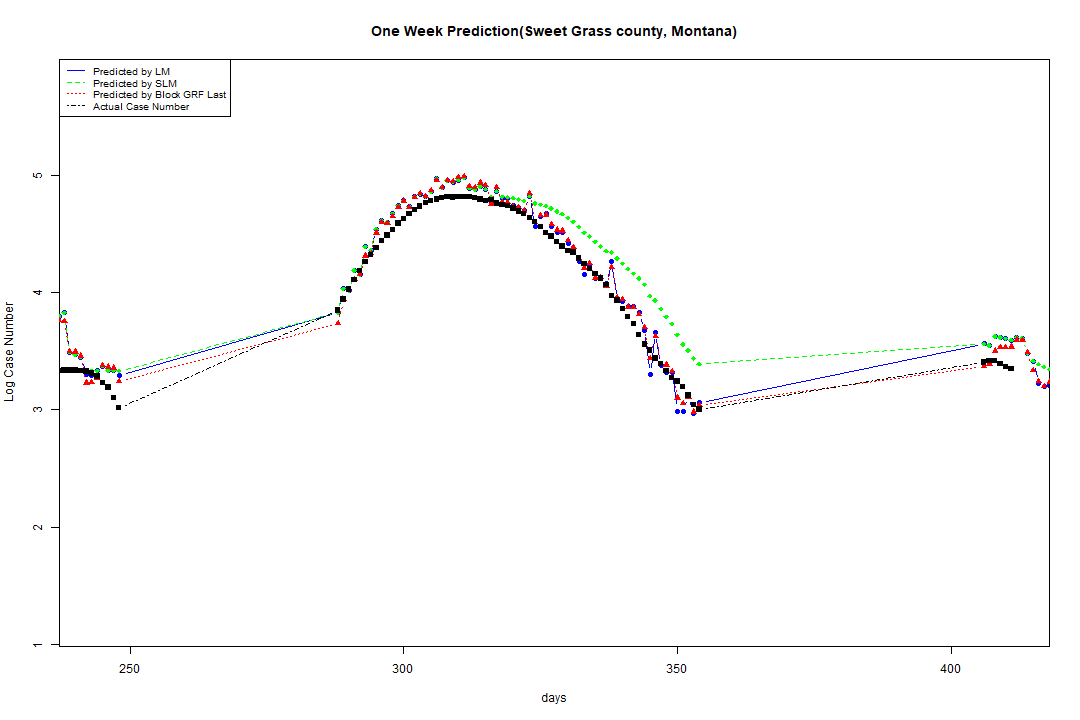 One Week Prediction(Sweet Grass county, Montana)
Predicted by LM
Predicted by SLM
Predicted by Block GRF Last
Actual Case Number
5
4
3
2
1
Log Case Number
250 300 350 400
days